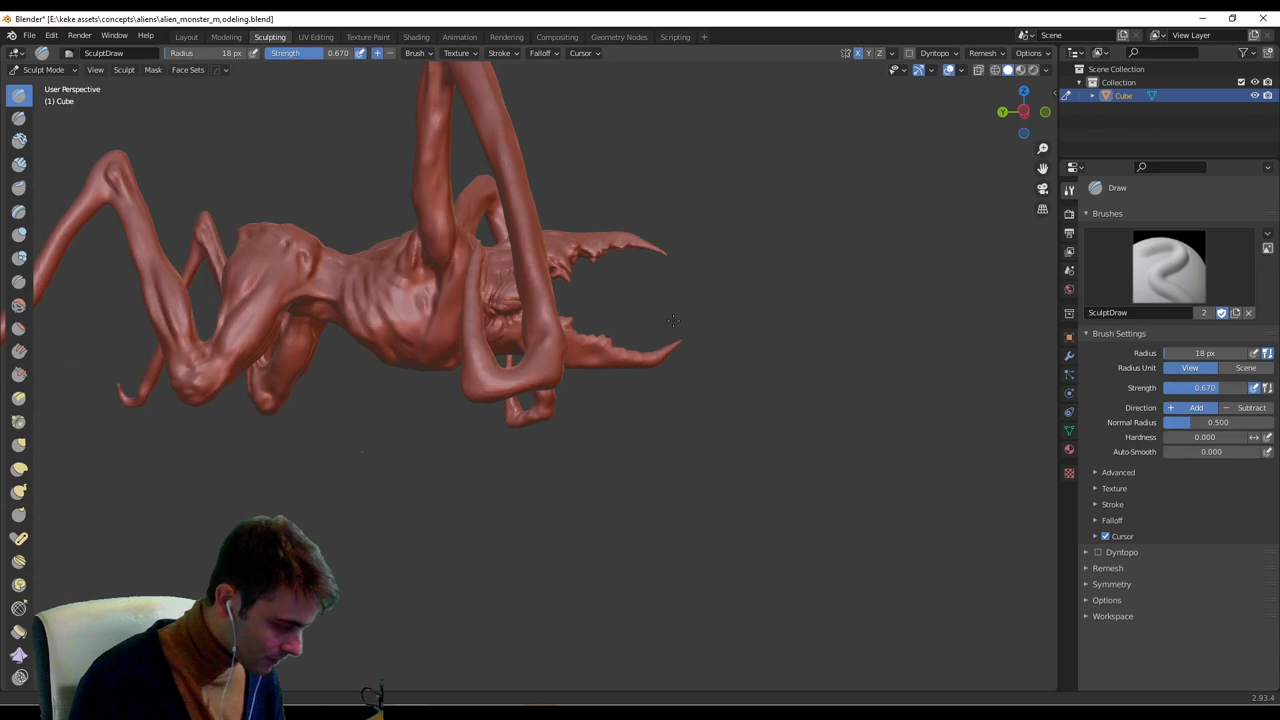 Blender* [E:\keke assets\concepts\aliens\alien_monster_m,odeling.blend]
File Edit Render Window Help Layout Modeling Sculpting UV Editing Texture Paint Shading Animation Rendering Compositing Geometry Nodes Scripting + Scene View Layer
SculptDraw Radius 18 px Strength 0.670 + − Brush Texture Stroke Falloff Cursor X Y Z Dyntopo Remesh Options
Sculpt Mode View Sculpt Mask Face Sets
User Perspective
(1) Cube
Z
Y
Scene Collection
Collection
Cube
Draw
Brushes
SculptDraw 2
Brush Settings
Radius 18 px
Radius Unit View Scene
Strength 0.670
Direction + Add − Subtract
Normal Radius 0.500
Hardness 0.000
Auto-Smooth 0.000
Advanced
Texture
Stroke
Falloff
Cursor
Dyntopo
Remesh
Symmetry
Options
Workspace
2.93.4